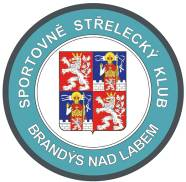 SPORTOVNĚ STŘELECKÝ KLUB
BRANDÝS NAD LABEM